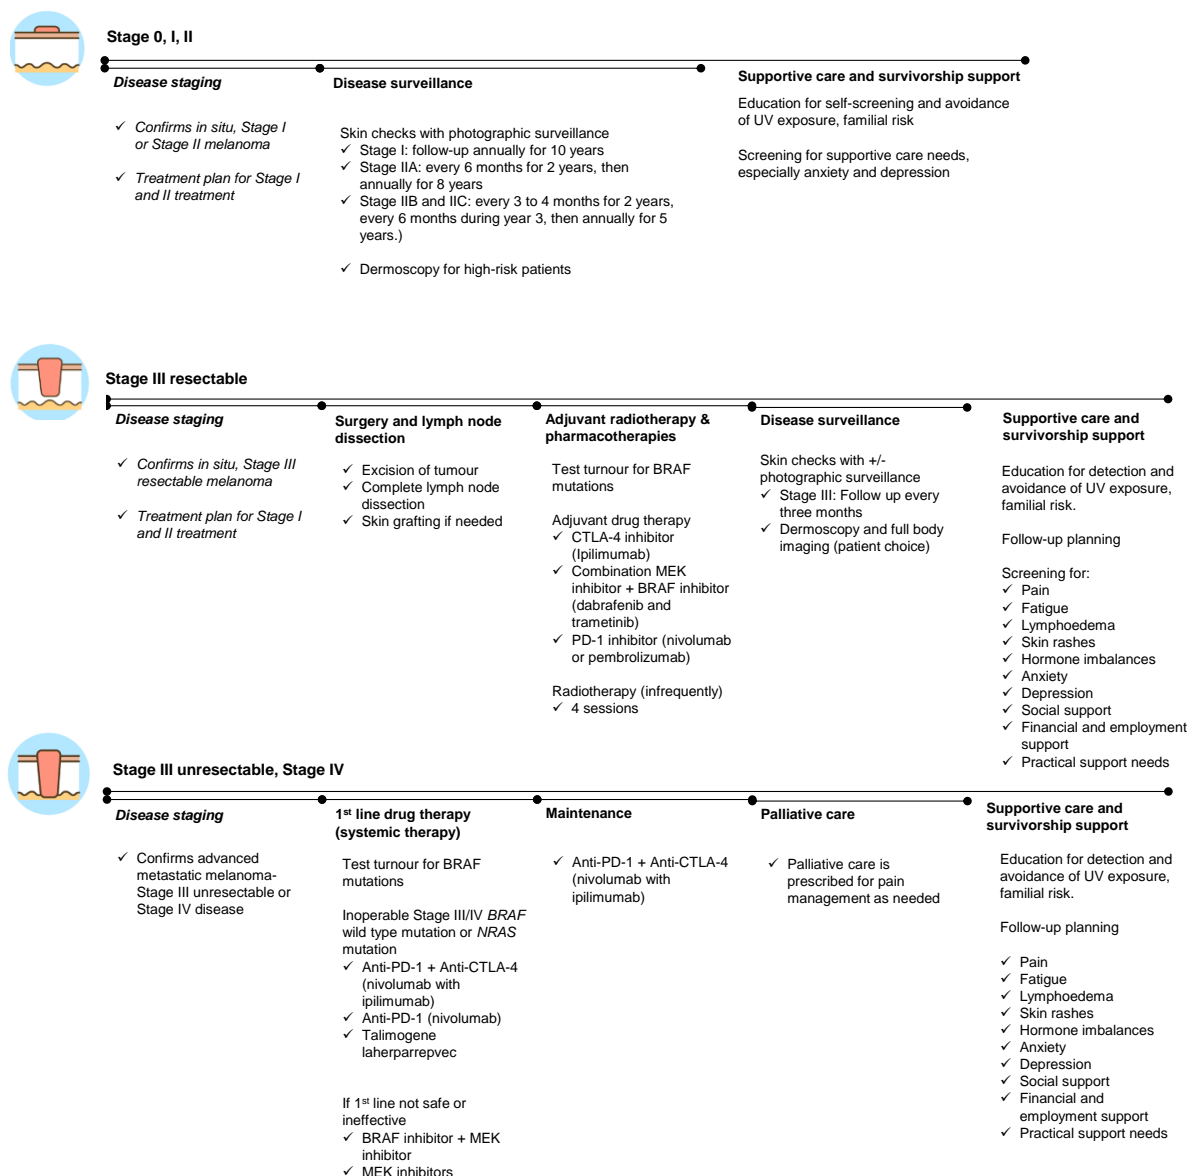 Stage 0, I, II
Disease staging
✓ Confirms in situ, Stage I
or Stage II melanoma
✓ Treatment plan for Stage I
and II treatment
Disease surveillance
Skin checks with photographic surveillance
✓ Stage I: follow-up annually for 10 years
✓ Stage IIA: every 6 months for 2 years, then
annually for 8 years
✓ Stage IIB and IIC: every 3 to 4 months for 2 years,
every 6 months during year 3, then annually for 5
years.)
✓ Dermoscopy for high-risk patients
Supportive care and survivorship support
Education for self-screening and avoidance
of UV exposure, familial risk
Screening for supportive care needs,
especially anxiety and depression
Stage III resectable
Disease staging
✓ Confirms in situ, Stage III
resectable melanoma
✓ Treatment plan for Stage I
and II treatment
Surgery and lymph node
dissection
✓ Excision of tumour
✓ Complete lymph node
dissection
✓ Skin grafting if needed
Adjuvant radiotherapy &
pharmacotherapies
Test turnour for BRAF
mutations
Adjuvant drug therapy
✓ CTLA-4 inhibitor
(Ipilimumab)
✓ Combination MEK
inhibitor + BRAF inhibitor
(dabrafenib and
trametinib)
✓ PD-1 inhibitor (nivolumab
or pembrolizumab)
Radiotherapy (infrequently)
✓ 4 sessions
Disease surveillance
Skin checks with +/-
photographic surveillance
✓ Stage III: Follow up every
three months
✓ Dermoscopy and full body
imaging (patient choice)
Supportive care and
survivorship support
Education for detection and
avoidance of UV exposure,
familial risk.
Follow-up planning
Screening for:
✓ Pain
✓ Fatigue
✓ Lymphoedema
✓ Skin rashes
✓ Hormone imbalances
✓ Anxiety
✓ Depression
✓ Social support
✓ Financial and employment
support
✓ Practical support needs
Stage III unresectable, Stage IV
Disease staging
✓ Confirms advanced
metastatic melanoma-
Stage III unresectable or
Stage IV disease
1st line drug therapy
(systemic therapy)
Test turnour for BRAF
mutations
Inoperable Stage III/IV BRAF
wild type mutation or NRAS
mutation
✓ Anti-PD-1 + Anti-CTLA-4
(nivolumab with
ipilimumab)
✓ Anti-PD-1 (nivolumab)
✓ Talimogene
laherparrepvec
If 1st line not safe or
ineffective
✓ BRAF inhibitor + MEK
inhibitor
✓ MEK inhibitors
Maintenance
✓ Anti-PD-1 + Anti-CTLA-4
(nivolumab with
ipilimumab)
Palliative care
✓ Palliative care is
prescribed for pain
management as needed
Supportive care and
survivorship support
Education for detection and
avoidance of UV exposure,
familial risk.
Follow-up planning
✓ Pain
✓ Fatigue
✓ Lymphoedema
✓ Skin rashes
✓ Hormone imbalances
✓ Anxiety
✓ Depression
✓ Social support
✓ Financial and
employment support
✓ Practical support needs